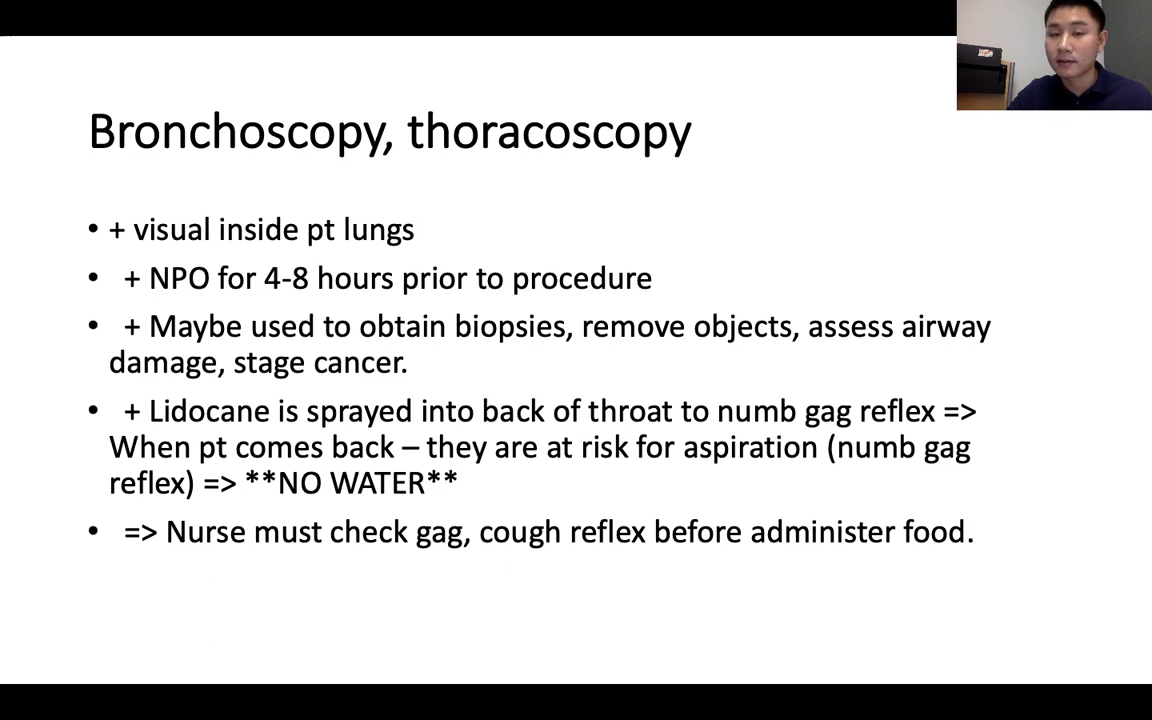 Bronchoscopy, thoracoscopy
• + visual inside pt lungs
• + NPO for 4-8 hours prior to procedure
• + Maybe used to obtain biopsies, remove objects, assess airway
damage, stage cancer.
• + Lidocane is sprayed into back of throat to numb gag reflex =>
When pt comes back – they are at risk for aspiration (numb gag
reflex) => **NO WATER**
• => Nurse must check gag, cough reflex before administer food.